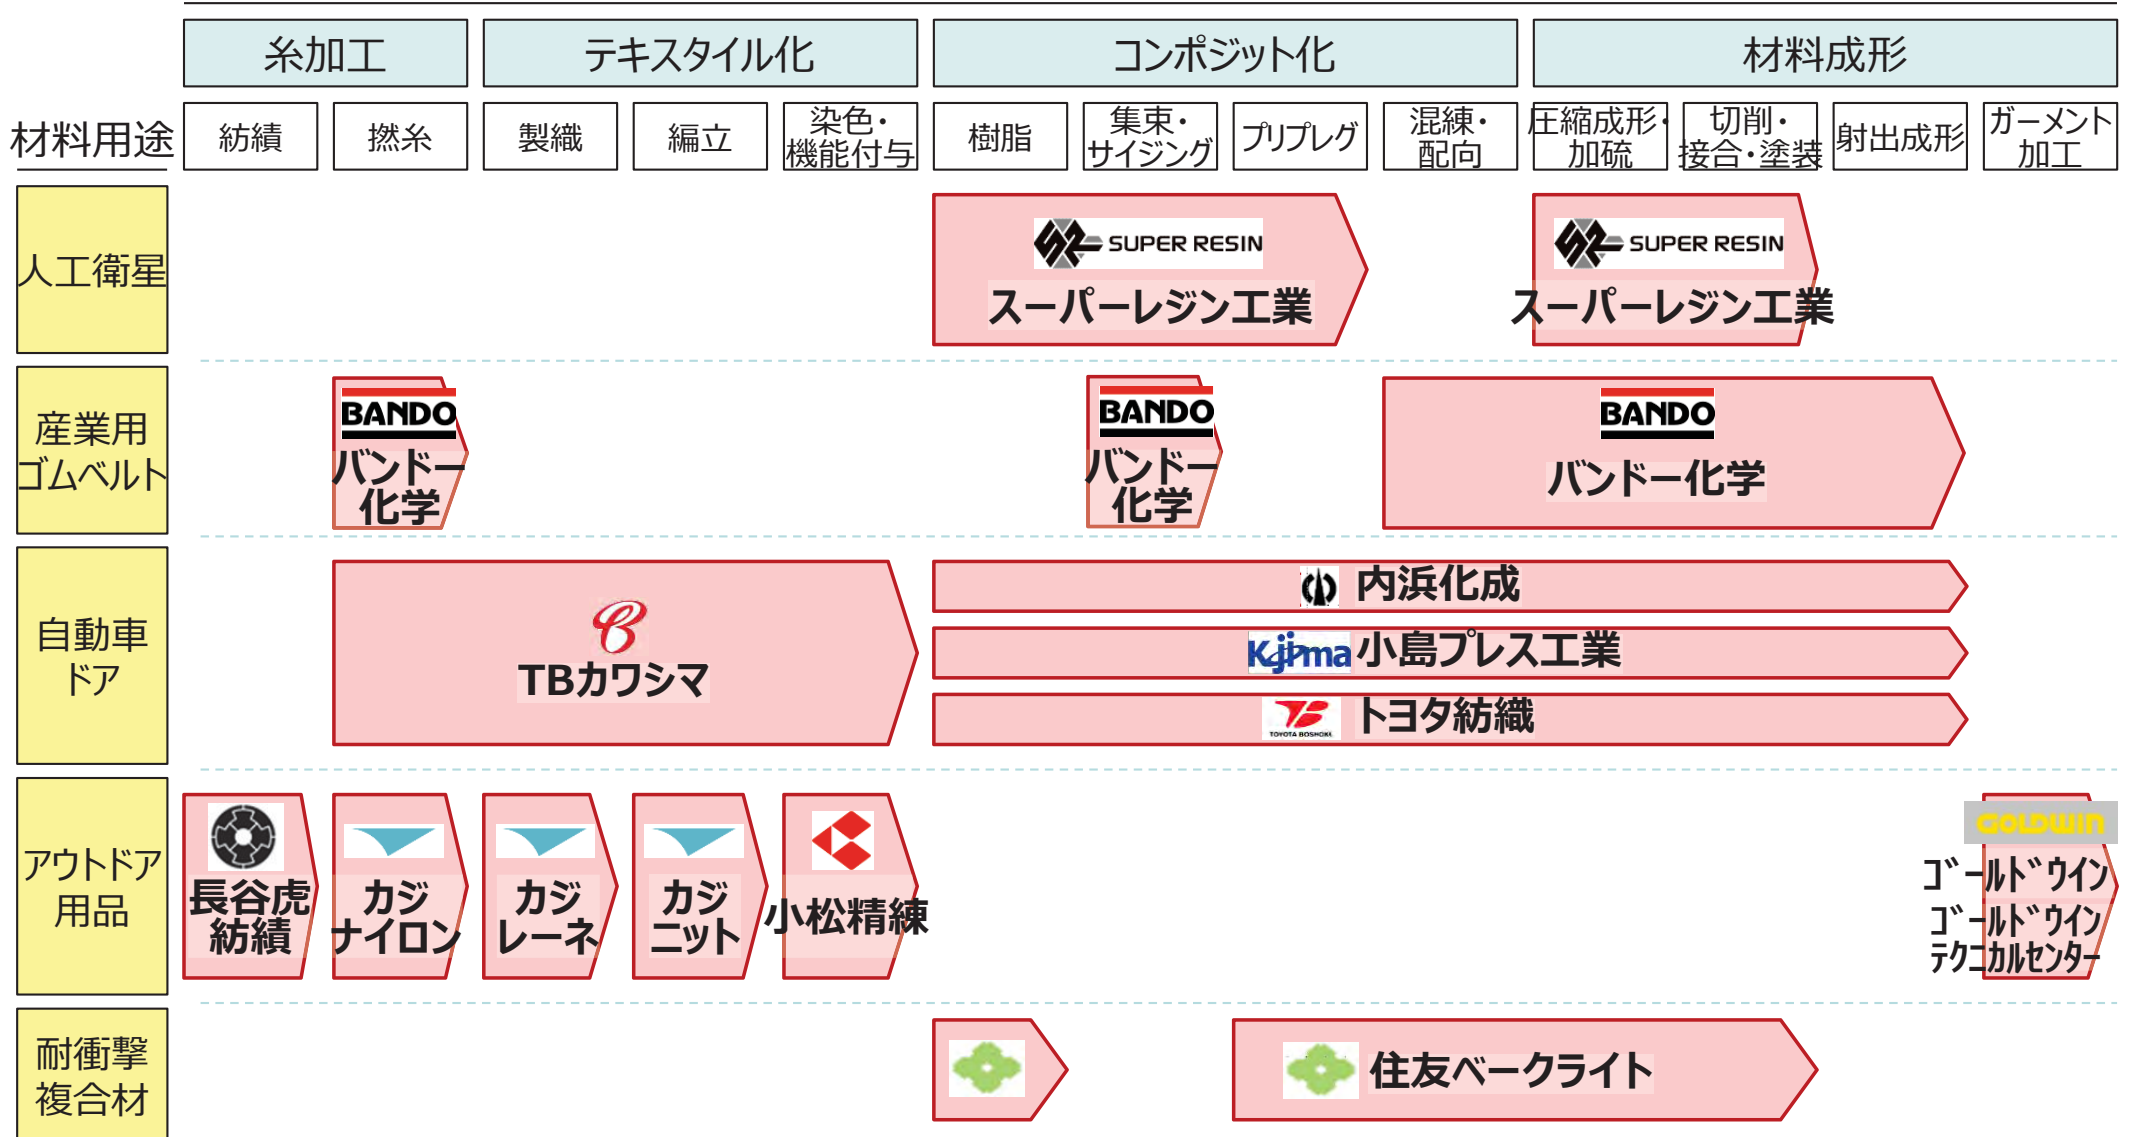 糸加工
テキスタイル化
コンポジット化
材料成形
材料用途
紡績
撚糸
製織
編立
染色・
機能付与
樹脂
集束・
サイジング
プリプレグ
混練・
配向
圧縮成形・
加硫
切削・
接合・塗装
射出成形
ガーメント
加工
人工衛星
SUPER RESIN
スーパーレジン工業
SUPER RESIN
スーパーレジン工業
産業用
ゴムベルト
BANDO
バンドー
化学
BANDO
バンドー
化学
BANDO
バンドー化学
自動車
ドア
TBカワシマ
内浜化成
Kojima 小島プレス工業
TOYOTA BOSHOKU
トヨタ紡織
アウトドア
用品
長谷虎
紡績
カジ
ナイロン
カジ
レーネ
カジ
ニット
小松精練
GOLDWIN
ゴールドウイン
ゴールドウイン
テクニカルセンター
耐衝撃
複合材
住友ベークライト